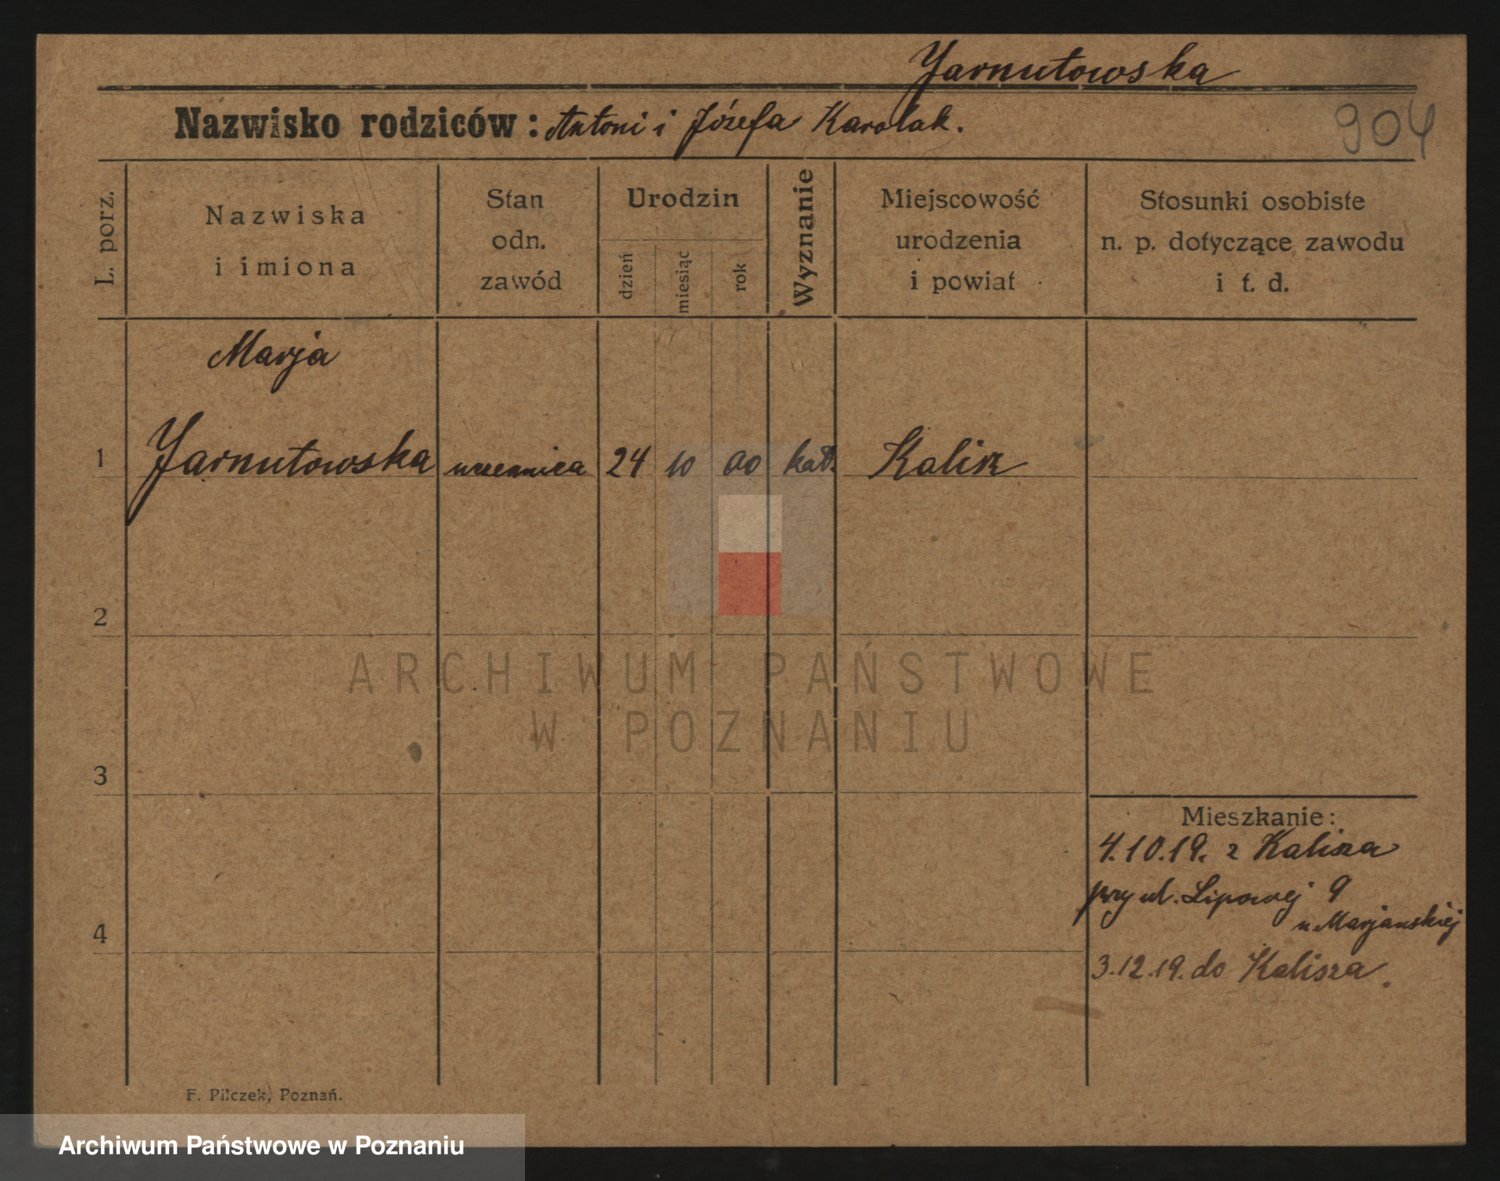 Jarnutowska
904
Nazwisko rodziców: Antoni i Józefa Karolak.
L. porz.
Nazwiska
i imiona
Stan
odn.
zawód
Urodzin
dzień
miesiąc
rok
Wyznanie
Miejscowość
urodzenia
i powiat
Stosunki osobiste
n. p. dotyczące zawodu
i t. d.
Marja
1 Jarnutowska uczennica 24 10 00 kat. Kalisz
2
ARCHIWUM PAŃSTWOWE
W POZNANIU
3
Mieszkanie:
4.10.19. z Kalisza
przy ul. Lipowej 9
u Marjanskiej
4
3.12.19. do Kalisza.
F. Pilczek, Poznań.
Archiwum Państwowe w Poznaniu